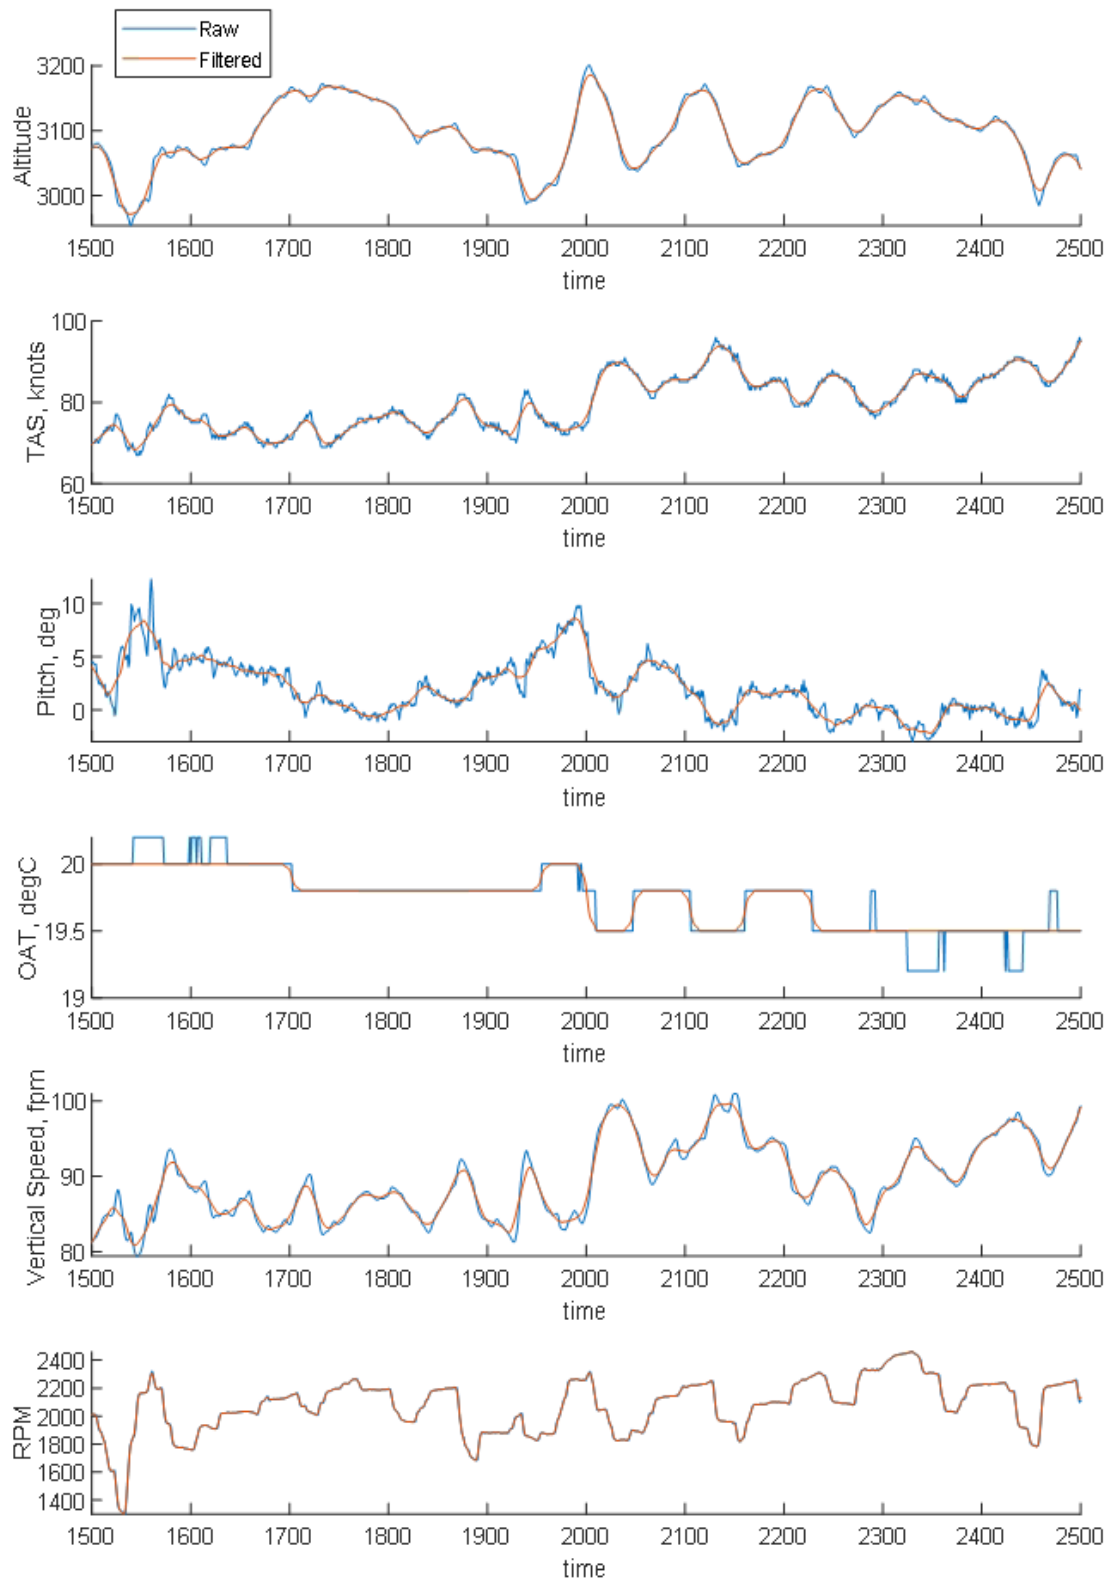 Raw
Filtered
3200
3100
3000
Altitude
1500 1600 1700 1800 1900 2000 2100 2200 2300 2400 2500
time
100
80
60
TAS, knots
1500 1600 1700 1800 1900 2000 2100 2200 2300 2400 2500
time
10
5
0
Pitch, deg
1500 1600 1700 1800 1900 2000 2100 2200 2300 2400 2500
time
20
19.5
19
OAT, degC
1500 1600 1700 1800 1900 2000 2100 2200 2300 2400 2500
time
100
90
80
Vertical Speed, fpm
1500 1600 1700 1800 1900 2000 2100 2200 2300 2400 2500
time
2400
2200
2000
1800
1600
1400
RPM
1500 1600 1700 1800 1900 2000 2100 2200 2300 2400 2500
time